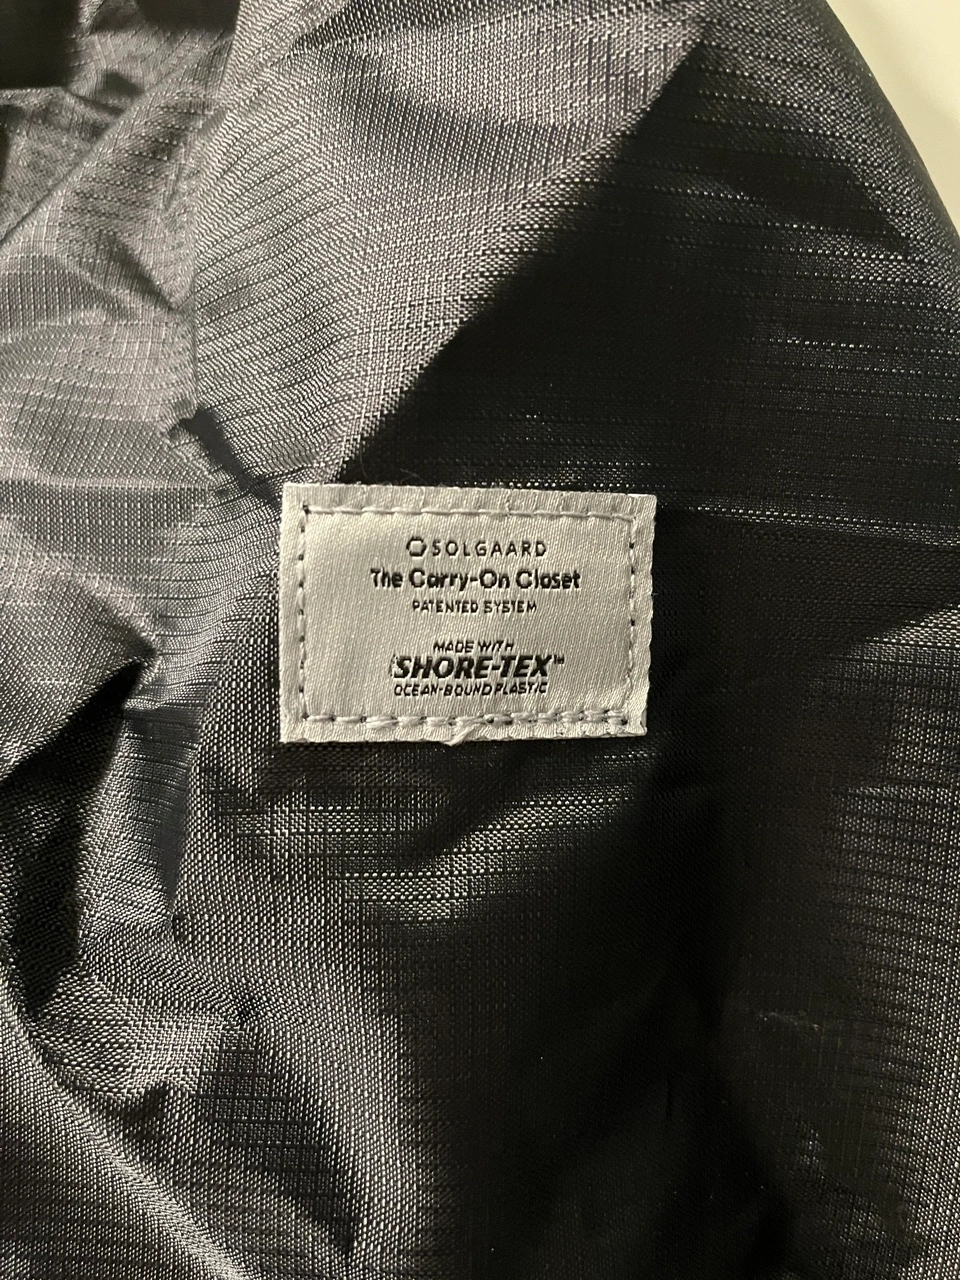 SOLGAARD
The Carry-On Closet
PATENTED SYSTEM
MADE WITH
SHORE-TEX™
OCEAN-BOUND PLASTIC